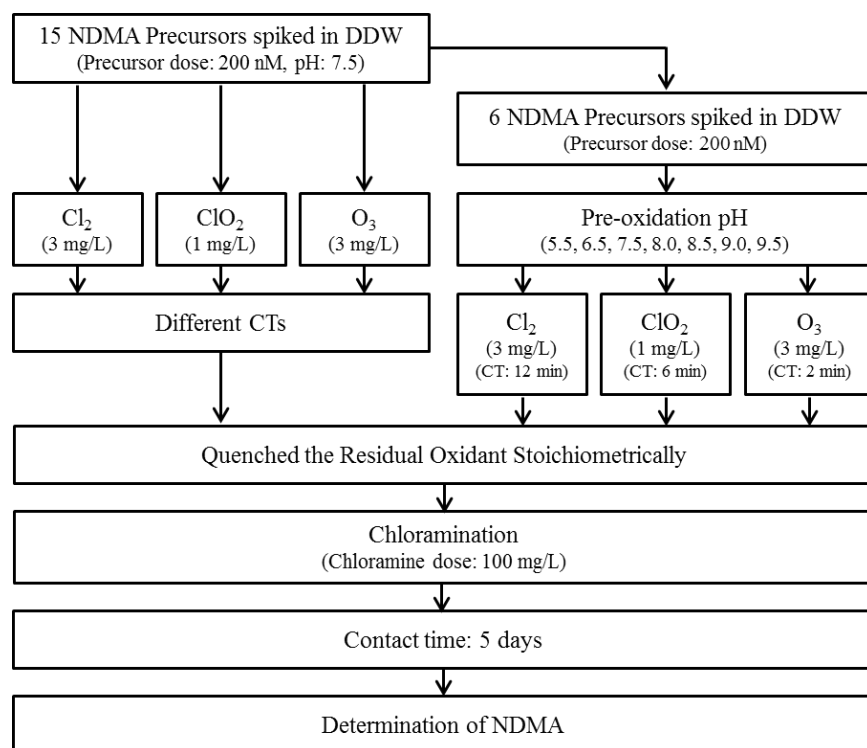 15 NDMA Precursors spiked in DDW
(Precursor dose: 200 nM, pH: 7.5)
6 NDMA Precursors spiked in DDW
(Precursor dose: 200 nM)
Cl₂
(3 mg/L)
ClO₂
(1 mg/L)
O₃
(3 mg/L)
Pre-oxidation pH
(5.5, 6.5, 7.5, 8.0, 8.5, 9.0, 9.5)
Different CTs
Cl₂
(3 mg/L)
(CT: 12 min)
ClO₂
(1 mg/L)
(CT: 6 min)
O₃
(3 mg/L)
(CT: 2 min)
Quenched the Residual Oxidant Stoichiometrically
Chloramination
(Chloramine dose: 100 mg/L)
Contact time: 5 days
Determination of NDMA